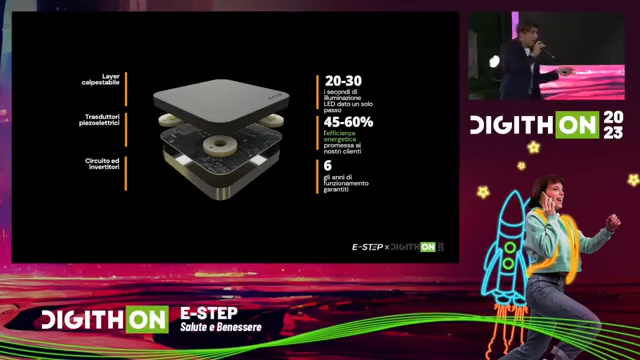 Layer
calpestabile
Trasduttori
piezoelettrici
Circuito ed
invertitori
20-30
i secondi di
illuminazione
LED dato un solo
passo
45-60%
l'efficienza
energetica
promessa ai
nostri clienti
6
gli anni di
funzionamento
garantiti
E-STEP x DIGITHON
DIGITHON 20
23
DIGITHON
E-STEP
Salute e Benessere